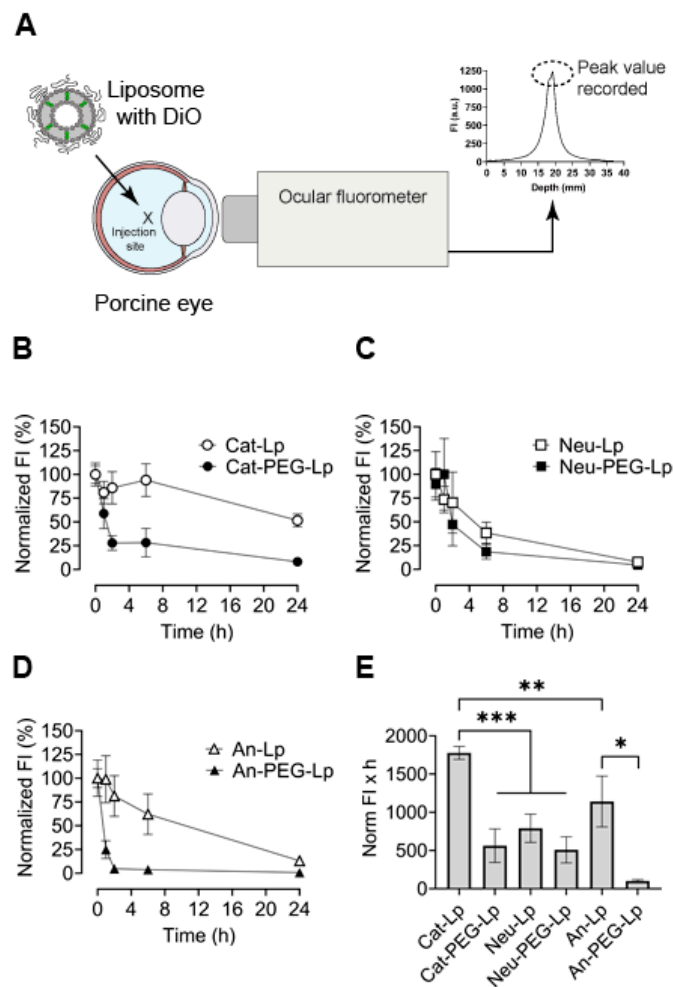 A
Liposome
with DiO
X
Injection
site
Porcine eye
Ocular fluorometer
FI (a.u.)
1250
1000
750
500
250
0
0 5 10 15 20 25 30 35 40
Depth (mm)
Peak value
recorded
B
Normalized FI (%)
150
125
100
75
50
25
0
0 4 8 12 16 20 24
Time (h)
Cat-Lp
Cat-PEG-Lp
C
Normalized FI (%)
150
125
100
75
50
25
0
0 4 8 12 16 20 24
Time (h)
Neu-Lp
Neu-PEG-Lp
D
Normalized FI (%)
150
125
100
75
50
25
0
0 4 8 12 16 20 24
Time (h)
An-Lp
An-PEG-Lp
E
Norm FI x h
2000
1500
1000
500
0
**
***
*
Cat-Lp
Cat-PEG-Lp
Neu-Lp
Neu-PEG-Lp
An-Lp
An-PEG-Lp